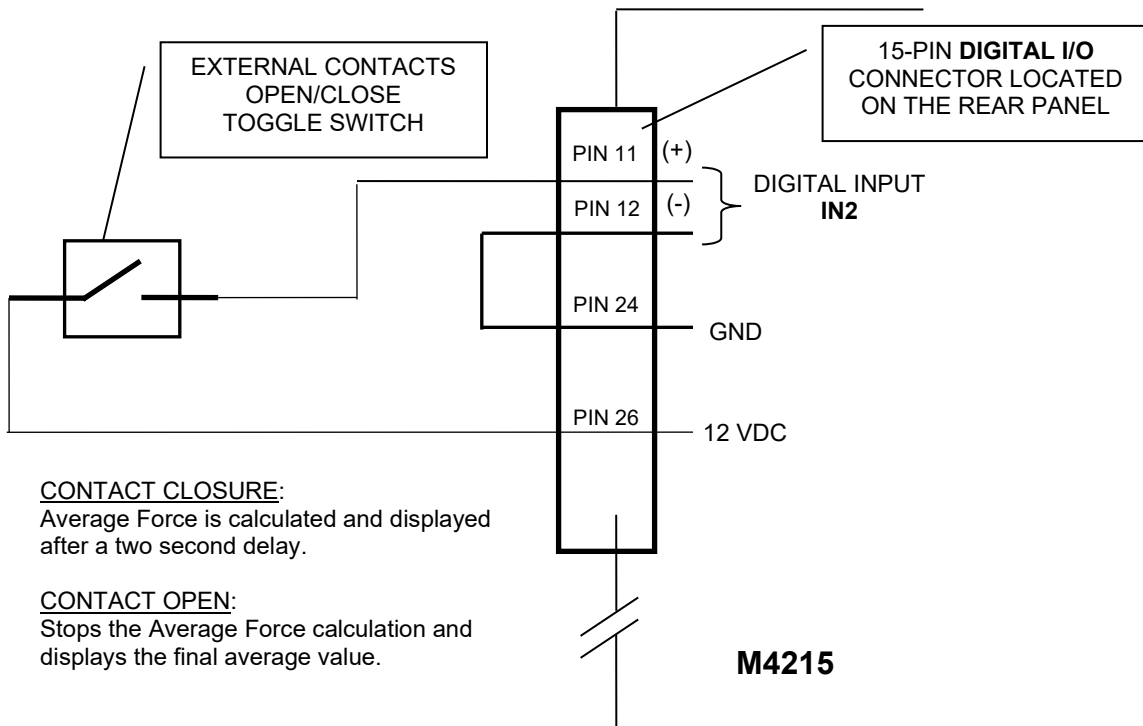 EXTERNAL CONTACTS
OPEN/CLOSE
TOGGLE SWITCH
15-PIN DIGITAL I/O
CONNECTOR LOCATED
ON THE REAR PANEL
PIN 11 (+)
PIN 12 (-)
DIGITAL INPUT
IN2
PIN 24
GND
PIN 26
12 VDC
CONTACT CLOSURE:
Average Force is calculated and displayed
after a two second delay.
CONTACT OPEN:
Stops the Average Force calculation and
displays the final average value.
M4215